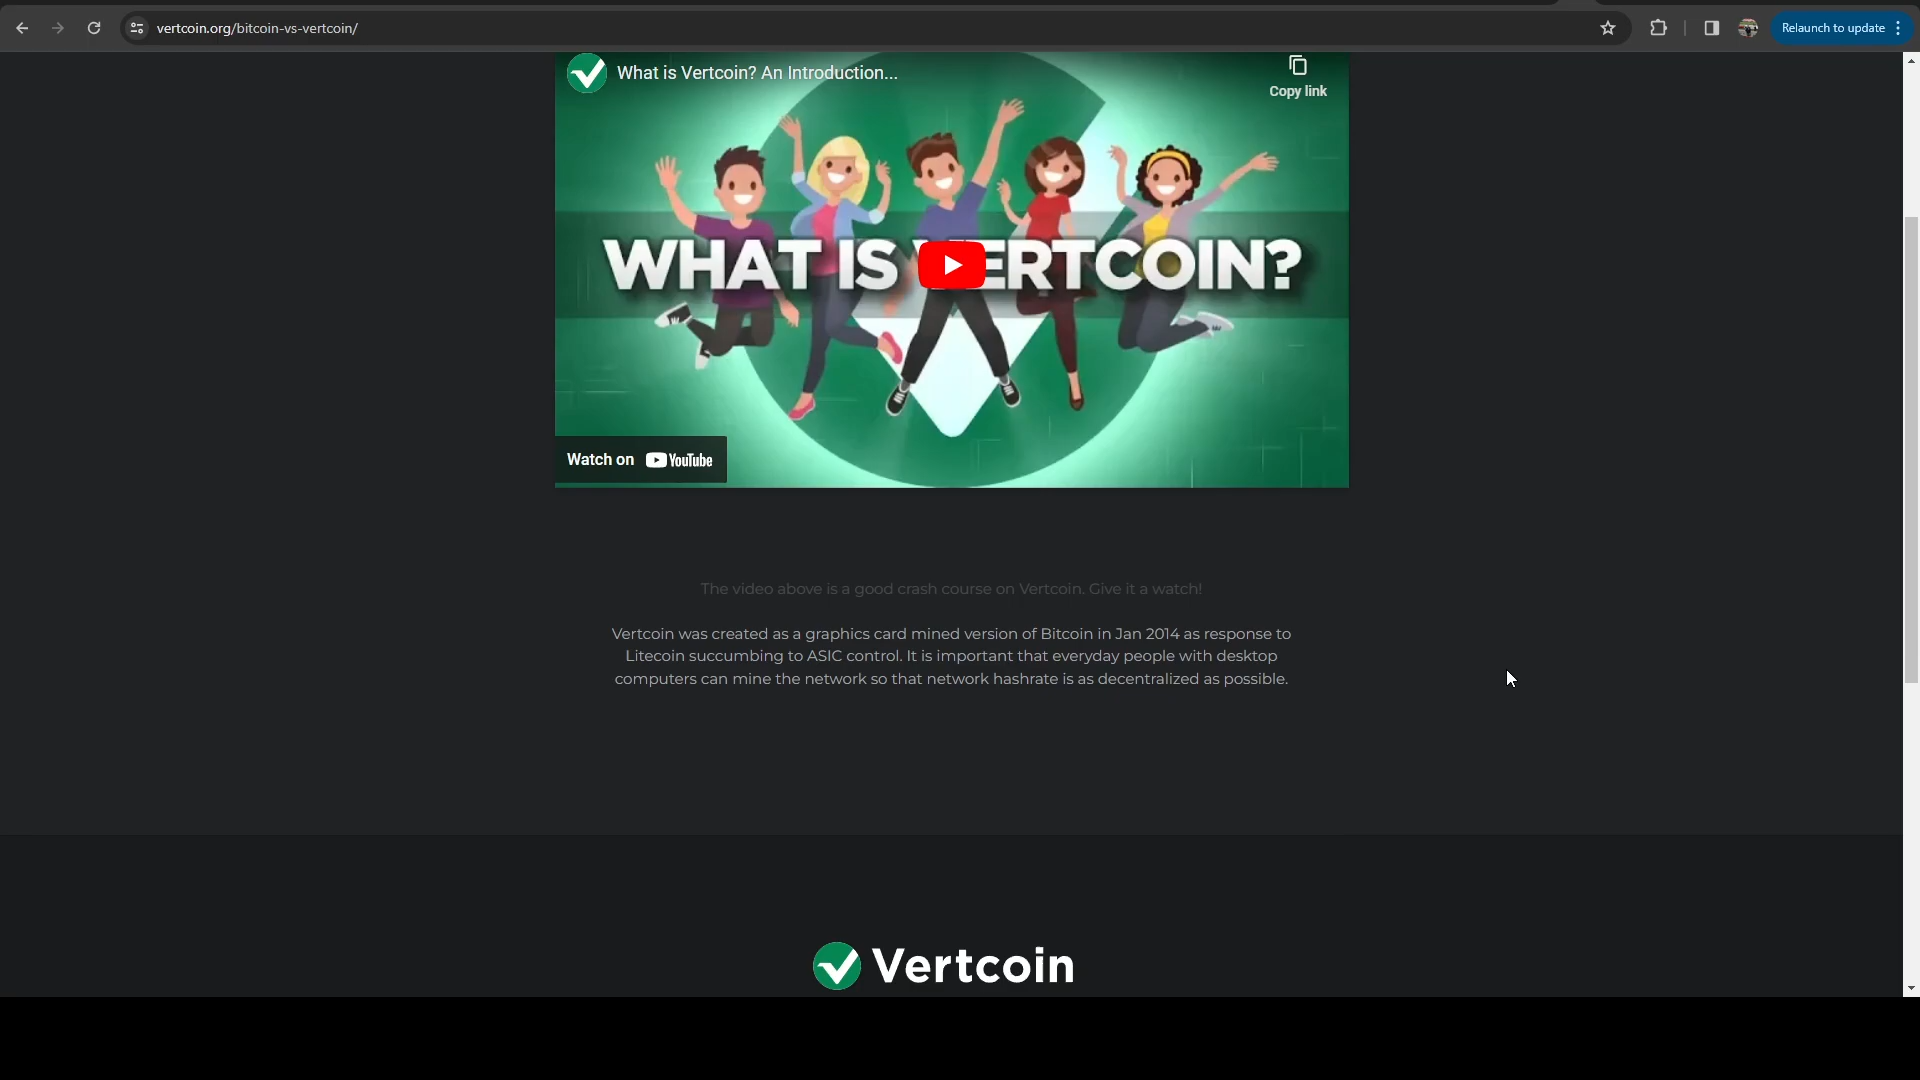 vertcoin.org/bitcoin-vs-vertcoin/
Relaunch to update
What is Vertcoin? An Introduction...
Copy link
WHAT IS VERTCOIN?
Watch on YouTube
The video above is a good crash course on Vertcoin. Give it a watch!
Vertcoin was created as a graphics card mined version of Bitcoin in Jan 2014 as response to
Litecoin succumbing to ASIC control. It is important that everyday people with desktop
computers can mine the network so that network hashrate is as decentralized as possible.
Vertcoin